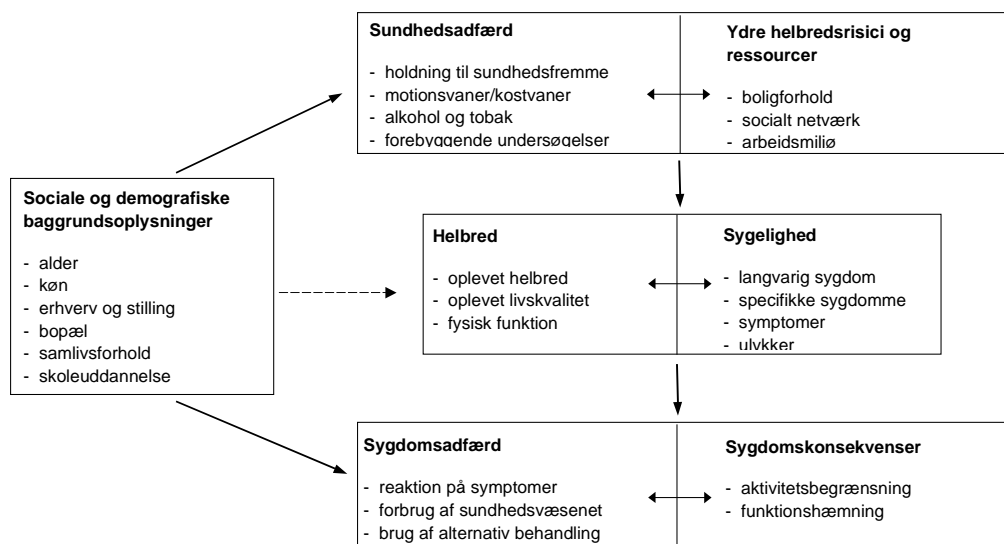 Sundhedsadfærd
- holdning til sundhedsfremme
- motionsvaner/kostvaner
- alkohol og tobak
- forebyggende undersøgelser
Ydre helbredsrisici og
ressourcer
- boligforhold
- socialt netværk
- arbejdsmiljø
Sociale og demografiske
baggrundsoplysninger
- alder
- køn
- erhverv og stilling
- bopæl
- samlivsforhold
- skoleuddannelse
Helbred
- oplevet helbred
- oplevet livskvalitet
- fysisk funktion
Sygelighed
- langvarig sygdom
- specifikke sygdomme
- symptomer
- ulykker
Sygdomsadfærd
- reaktion på symptomer
- forbrug af sundhedsvæsenet
- brug af alternativ behandling
Sygdomskonsekvenser
- aktivitetsbegrænsning
- funktionshæmning